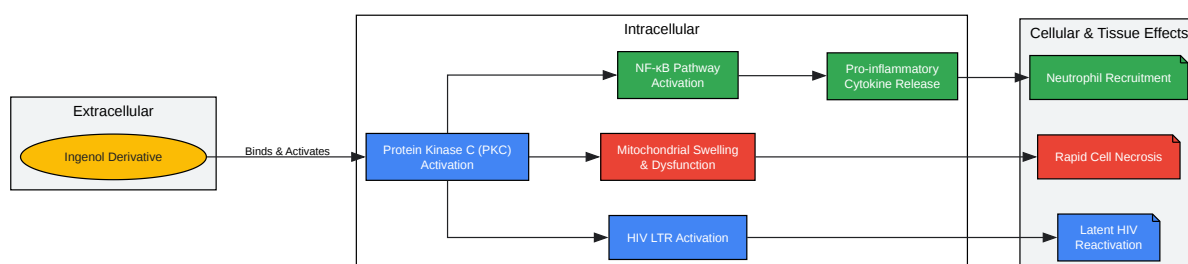 Extracellular
Ingenol Derivative
Binds & Activates
Intracellular
Protein Kinase C (PKC)
Activation
NF-κB Pathway
Activation
Pro-inflammatory
Cytokine Release
Mitochondrial Swelling
& Dysfunction
HIV LTR Activation
Cellular & Tissue Effects
Neutrophil Recruitment
Rapid Cell Necrosis
Latent HIV
Reactivation